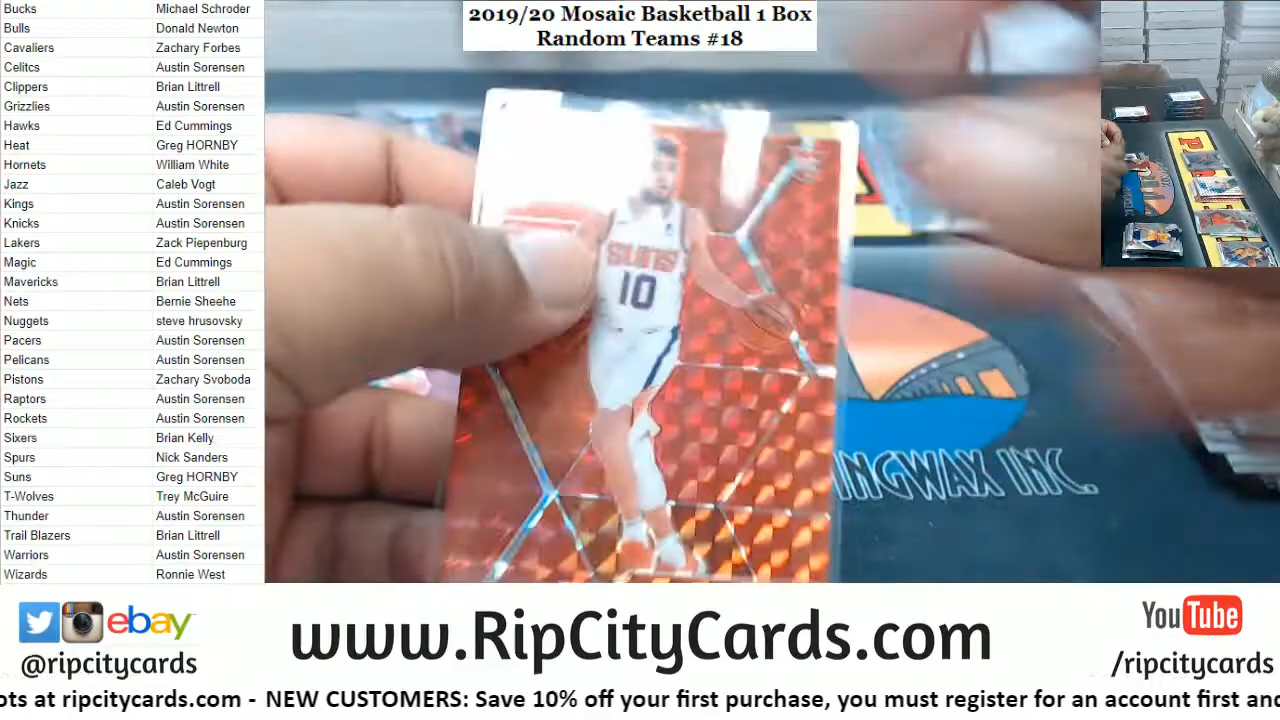 2019/20 Mosaic Basketball 1 Box
Random Teams #18
Bucks Michael Schroder
Bulls Donald Newton
Cavaliers Zachary Forbes
Celitcs Austin Sorensen
Clippers Brian Littrell
Grizzlies Austin Sorensen
Hawks Ed Cummings
Heat Greg HORNBY
Hornets William White
Jazz Caleb Vogt
Kings Austin Sorensen
Knicks Austin Sorensen
Lakers Zack Piepenburg
Magic Ed Cummings
Mavericks Brian Littrell
Nets Bernie Sheehe
Nuggets steve hrusovsky
Pacers Austin Sorensen
Pelicans Austin Sorensen
Pistons Zachary Svoboda
Raptors Austin Sorensen
Rockets Austin Sorensen
Sixers Brian Kelly
Spurs Nick Sanders
Suns Greg HORNBY
T-Wolves Trey McGuire
Thunder Austin Sorensen
Trail Blazers Brian Littrell
Warriors Austin Sorensen
Wizards Ronnie West
SUNS
10
INGWAX INC.
ebay
@ripcitycards
www.RipCityCards.com
YouTube
/ripcitycards
ots at ripcitycards.com - NEW CUSTOMERS: Save 10% off your first purchase, you must register for an account first and